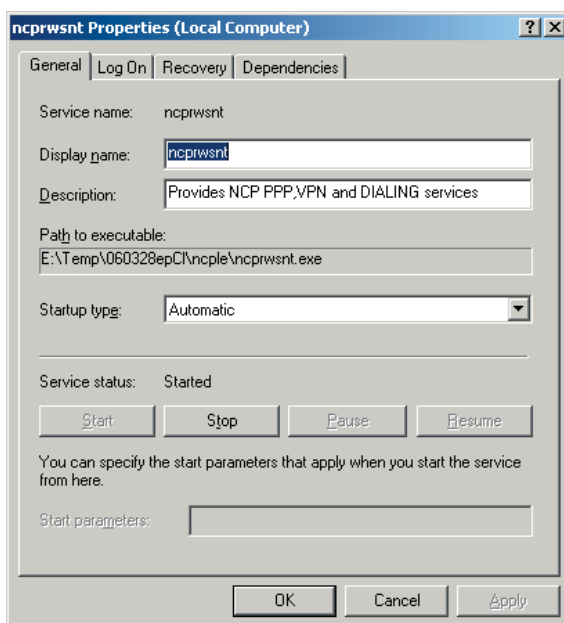 ncprwsnt Properties (Local Computer)
General Log On Recovery Dependencies
Service name: ncprwsnt
Display name: ncprwsnt
Description: Provides NCP PPP,VPN and DIALING services
Path to executable:
E:\Temp\060328epCl\ncple\ncprwsnt.exe
Startup type: Automatic
Service status: Started
Start Stop Pause Resume
You can specify the start parameters that apply when you start the service
from here.
Start parameters:
OK Cancel Apply